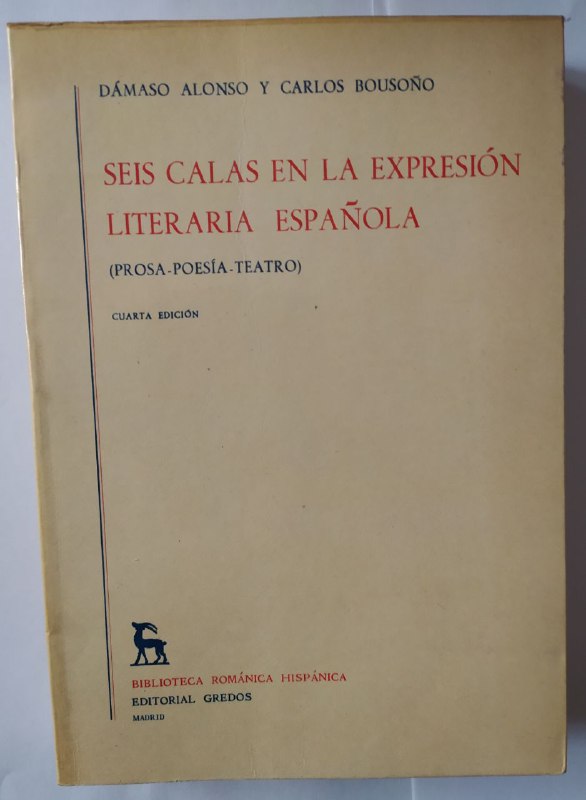 DÁMASO ALONSO Y CARLOS BOUSOÑO
SEIS CALAS EN LA EXPRESIÓN
LITERARIA ESPAÑOLA
(PROSA-POESÍA-TEATRO)
CUARTA EDICIÓN
BIBLIOTECA ROMÁNICA HISPÁNICA
EDITORIAL GREDOS
MADRID